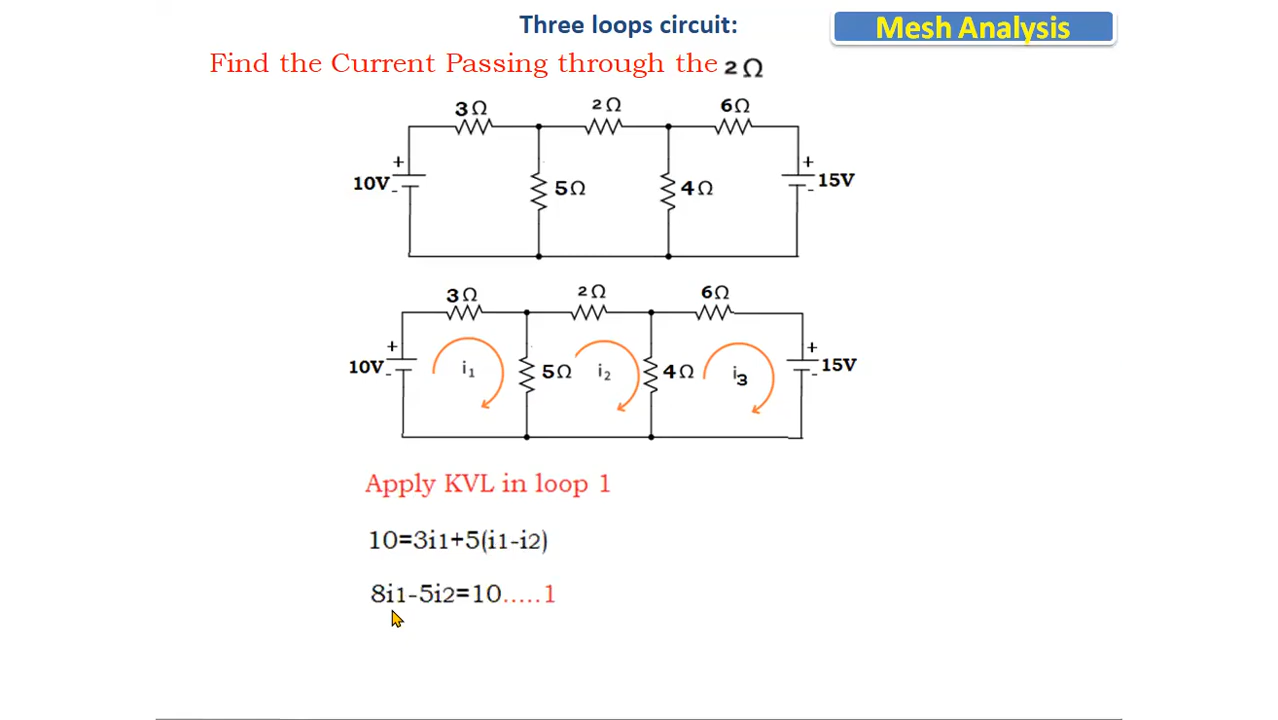 Three loops circuit:
Mesh Analysis
Find the Current Passing through the 2Ω
3Ω 2Ω 6Ω
+ +
10V 5Ω 4Ω 15V
- -
3Ω 2Ω 6Ω
+ +
10V i₁ 5Ω i₂ 4Ω i3 15V
- -
Apply KVL in loop 1
10=3i1+5(i1-i2)
8i1-5i2=10.....1